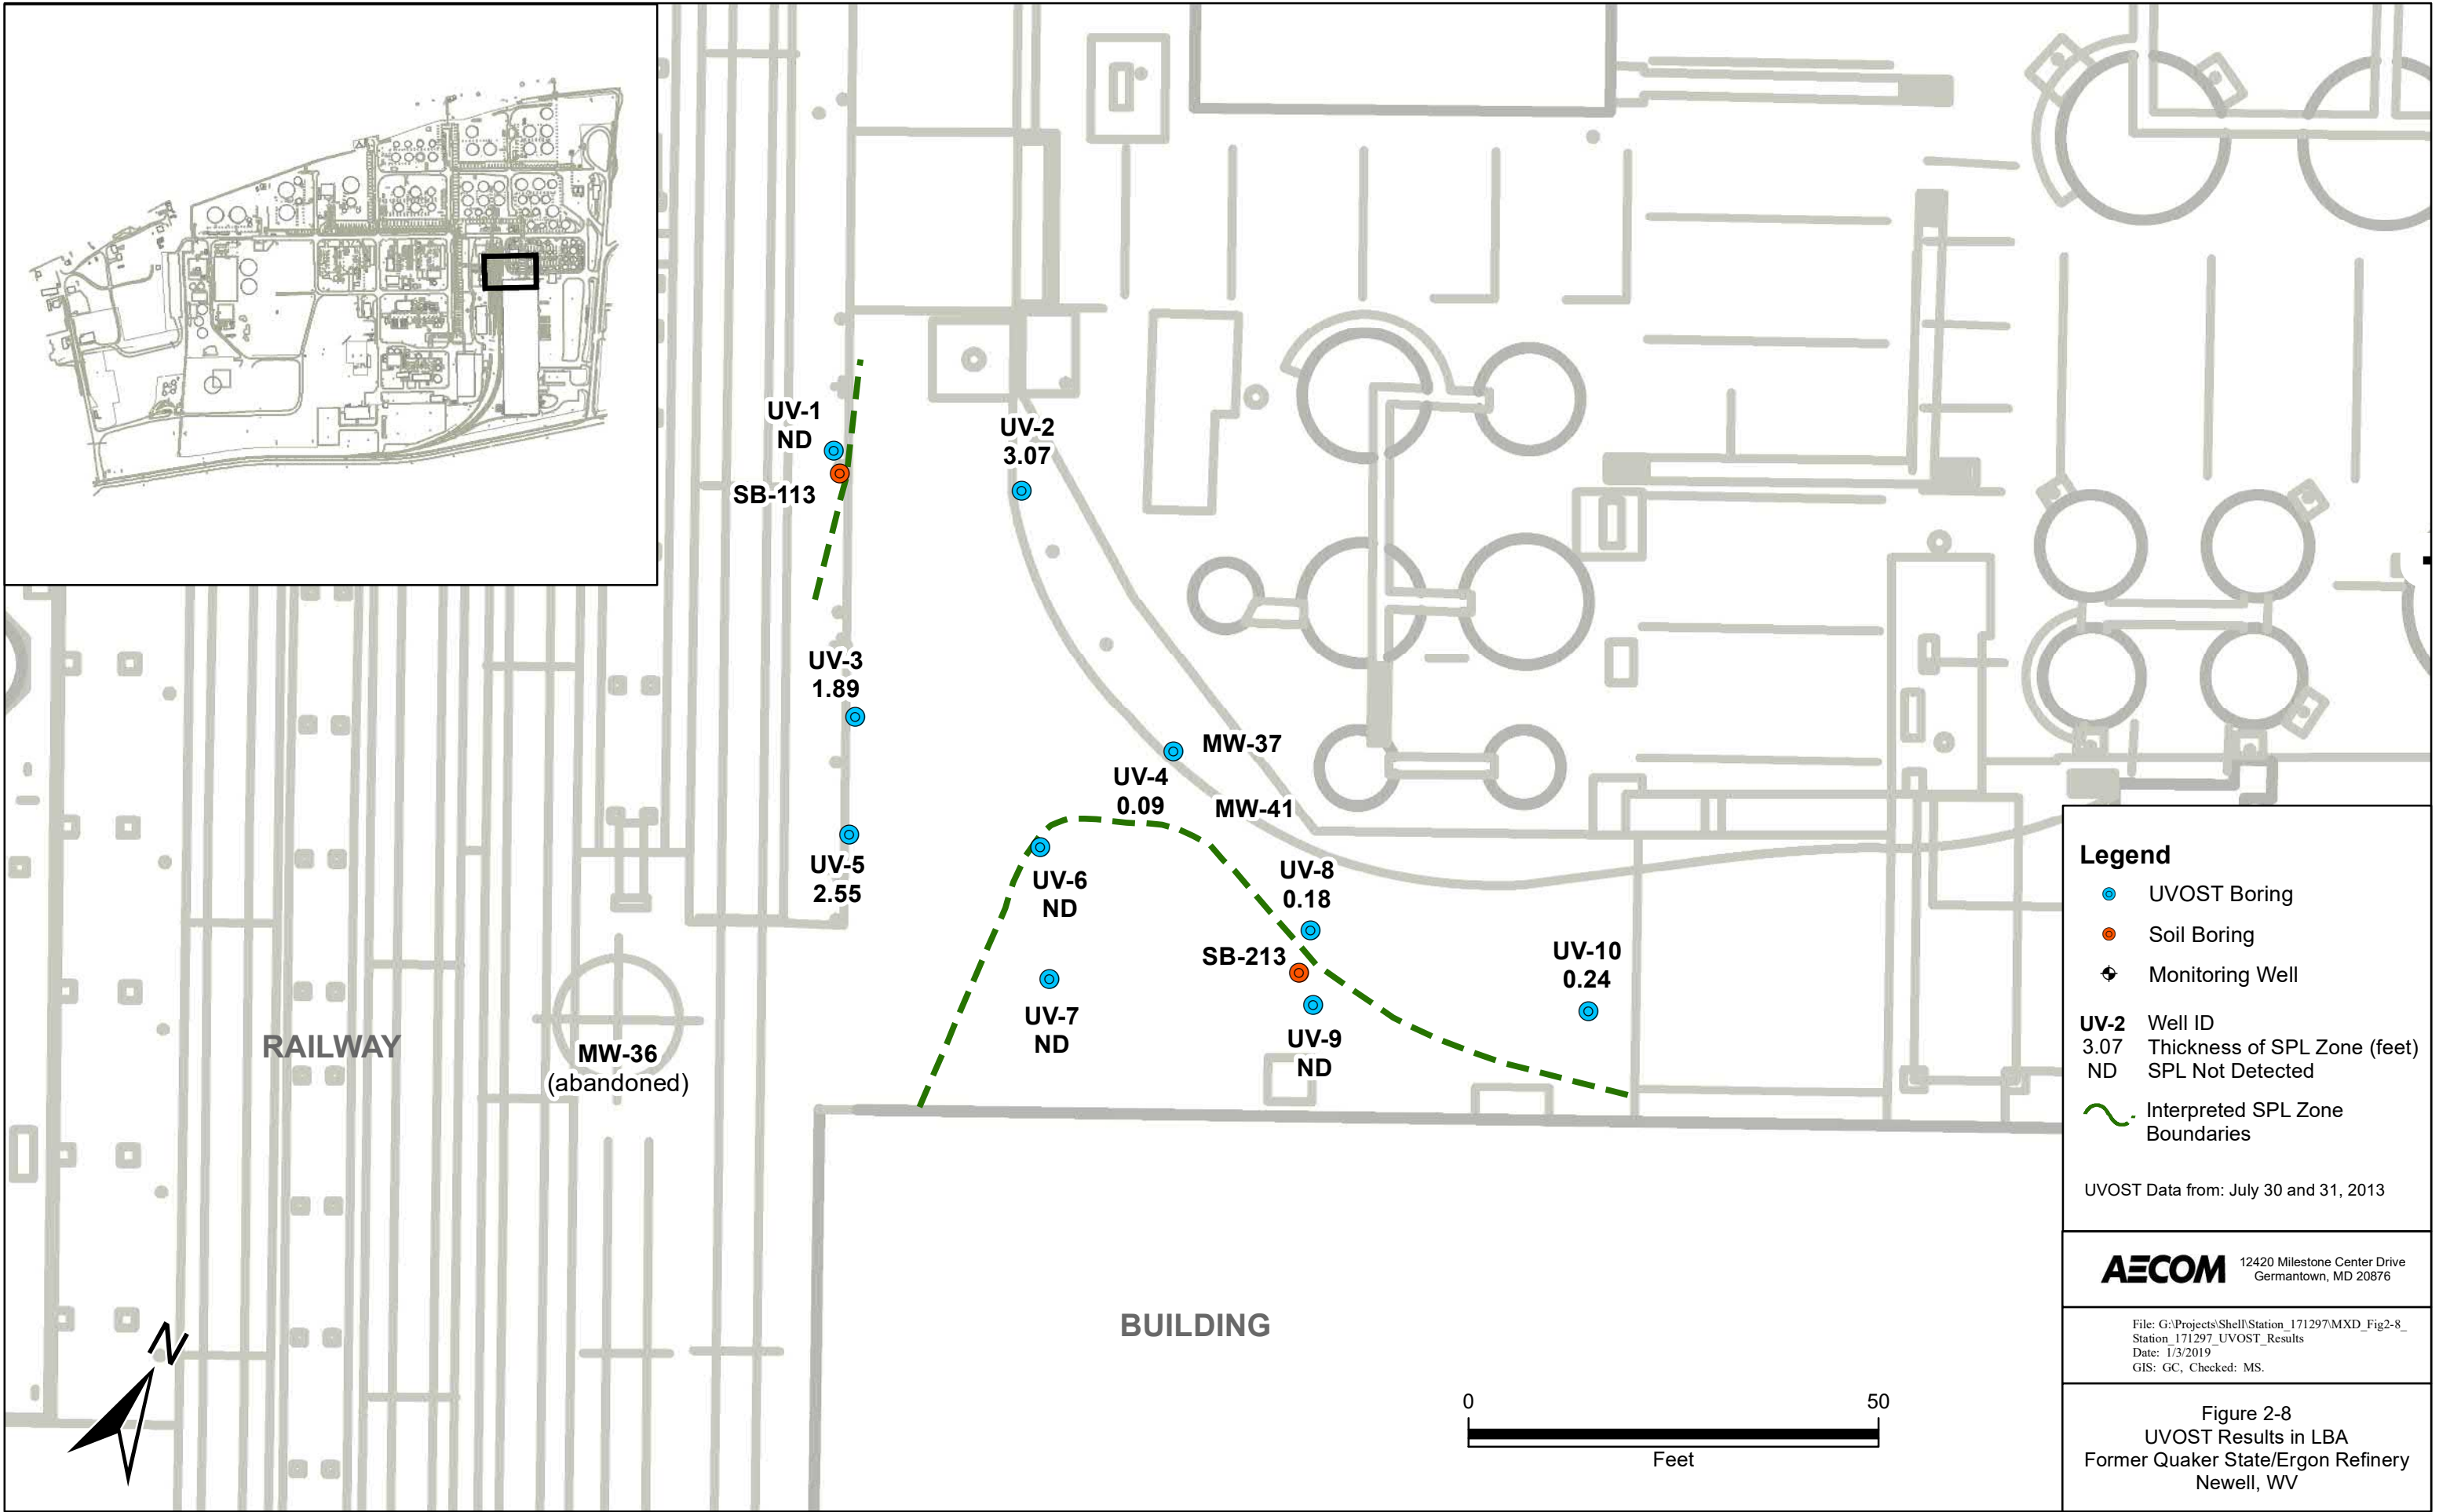 UV-1
ND
SB-113
UV-2
3.07
UV-3
1.89
MW-37
UV-4
0.09
MW-41
UV-5
2.55
UV-6
ND
UV-8
0.18
SB-213
UV-10
0.24
UV-7
ND
UV-9
ND
RAILWAY
MW-36
(abandoned)
BUILDING
N
0
50
Feet
Legend
UVOST Boring
Soil Boring
Monitoring Well
UV-2 Well ID
3.07 Thickness of SPL Zone (feet)
ND SPL Not Detected
Interpreted SPL Zone
Boundaries
UVOST Data from: July 30 and 31, 2013
AECOM
12420 Milestone Center Drive
Germantown, MD 20876
File: G:\Projects\Shell\Station_171297\MXD_Fig2-8_
Station_171297_UVOST_Results
Date: 1/3/2019
GIS: GC, Checked: MS.
Figure 2-8
UVOST Results in LBA
Former Quaker State/Ergon Refinery
Newell, WV